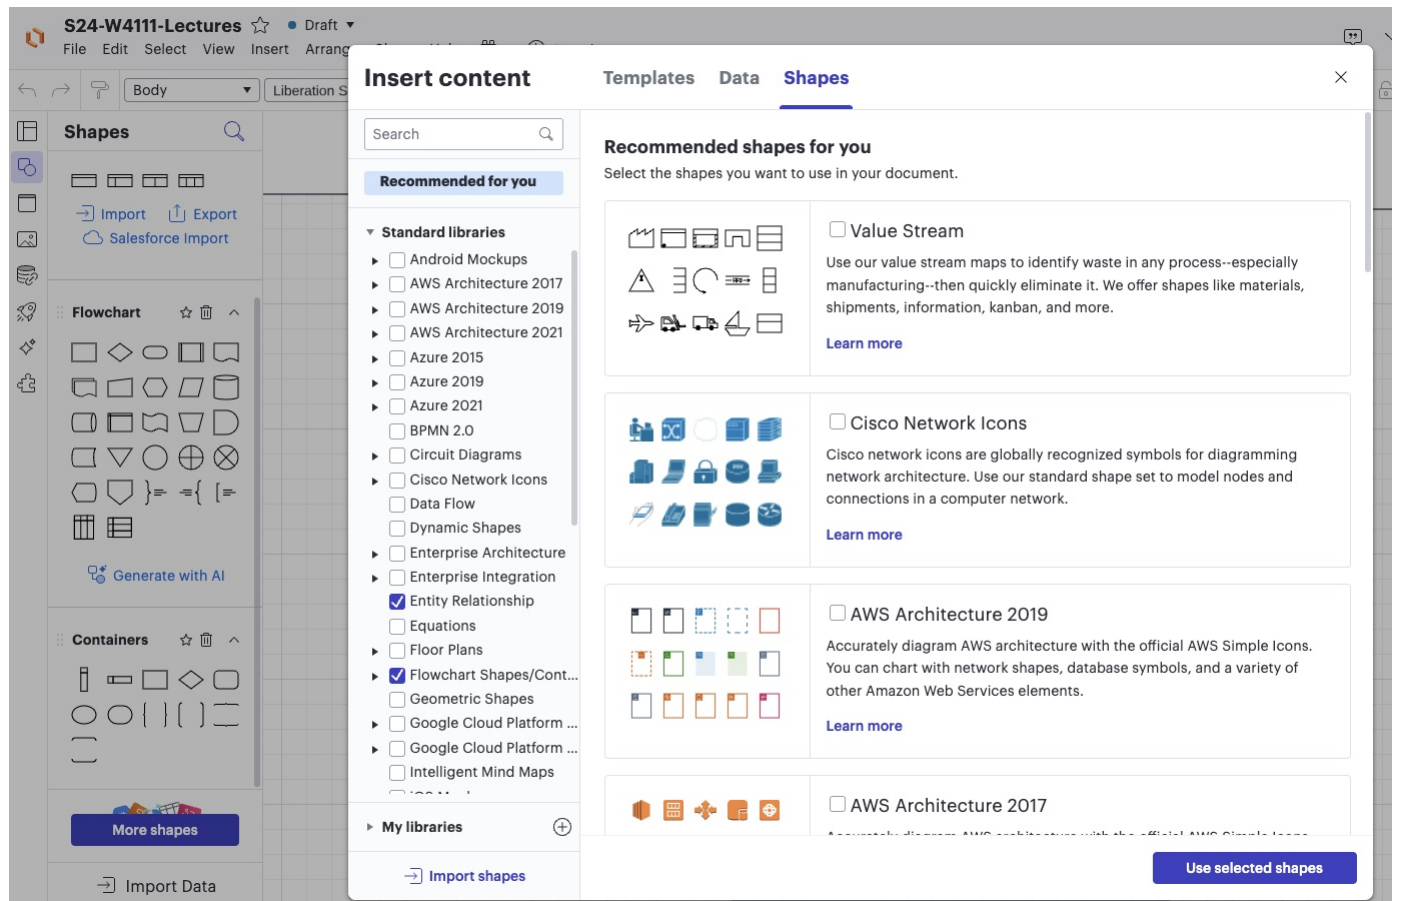 S24-W4111-Lectures
Draft
File Edit Select View Insert Arrang
Body
Liberation S
Shapes
Import Export
Salesforce Import
Flowchart
Generate with AI
Containers
More shapes
Import Data
Insert content
Templates Data Shapes
Search
Recommended for you
Standard libraries
Android Mockups
AWS Architecture 2017
AWS Architecture 2019
AWS Architecture 2021
Azure 2015
Azure 2019
Azure 2021
BPMN 2.0
Circuit Diagrams
Cisco Network Icons
Data Flow
Dynamic Shapes
Enterprise Architecture
Enterprise Integration
Entity Relationship
Equations
Floor Plans
Flowchart Shapes/Cont...
Geometric Shapes
Google Cloud Platform ...
Google Cloud Platform ...
Intelligent Mind Maps
My libraries
Import shapes
Recommended shapes for you
Select the shapes you want to use in your document.
Value Stream
Use our value stream maps to identify waste in any process--especially
manufacturing--then quickly eliminate it. We offer shapes like materials,
shipments, information, kanban, and more.
Learn more
Cisco Network Icons
Cisco network icons are globally recognized symbols for diagramming
network architecture. Use our standard shape set to model nodes and
connections in a computer network.
Learn more
AWS Architecture 2019
Accurately diagram AWS architecture with the official AWS Simple Icons.
You can chart with network shapes, database symbols, and a variety of
other Amazon Web Services elements.
Learn more
AWS Architecture 2017
Accurately diagram AWS architecture with the official AWS Simple Icons.
Use selected shapes